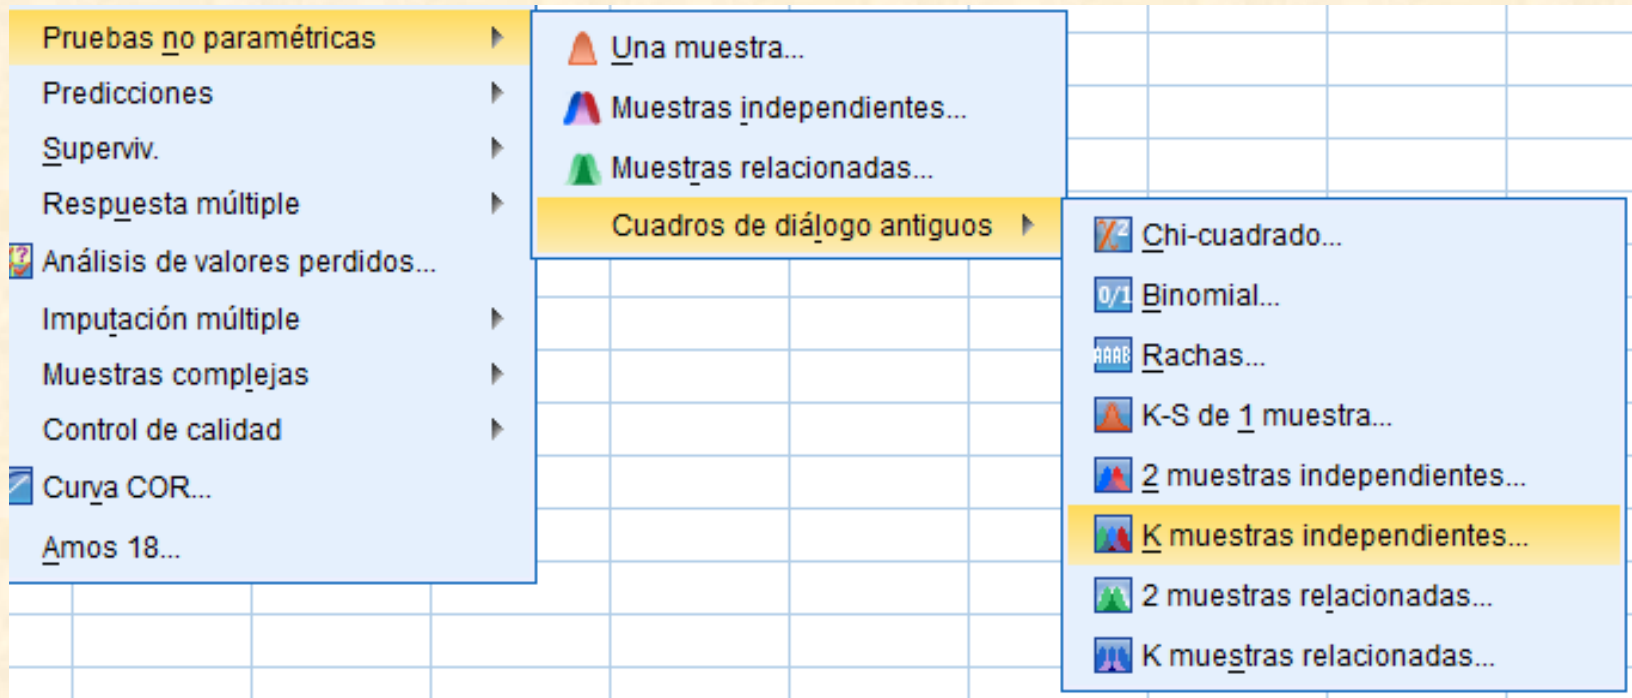 Pruebas no paramétricas
Predicciones
Superviv.
Respuesta múltiple
Análisis de valores perdidos...
Imputación múltiple
Muestras complejas
Control de calidad
Curva COR...
Amos 18...
Una muestra...
Muestras independientes...
Muestras relacionadas...
Cuadros de diálogo antiguos
χ² Chi-cuadrado...
0/1 Binomial...
AAAB Rachas...
K-S de 1 muestra...
2 muestras independientes...
K muestras independientes...
2 muestras relacionadas...
K muestras relacionadas...